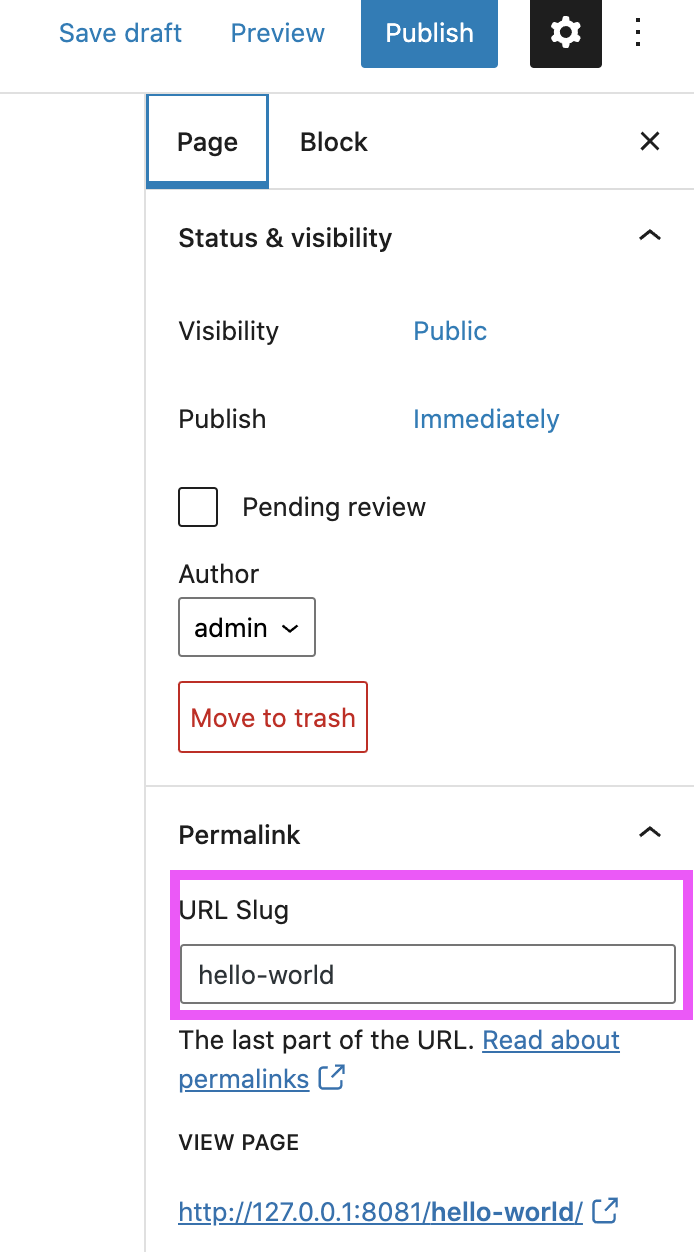 Save draft Preview Publish
Page Block
Status & visibility
Visibility Public
Publish Immediately
Pending review
Author
admin
Move to trash
Permalink
URL Slug
hello-world
The last part of the URL. Read about
permalinks
VIEW PAGE
http://127.0.0.1:8081/hello-world/